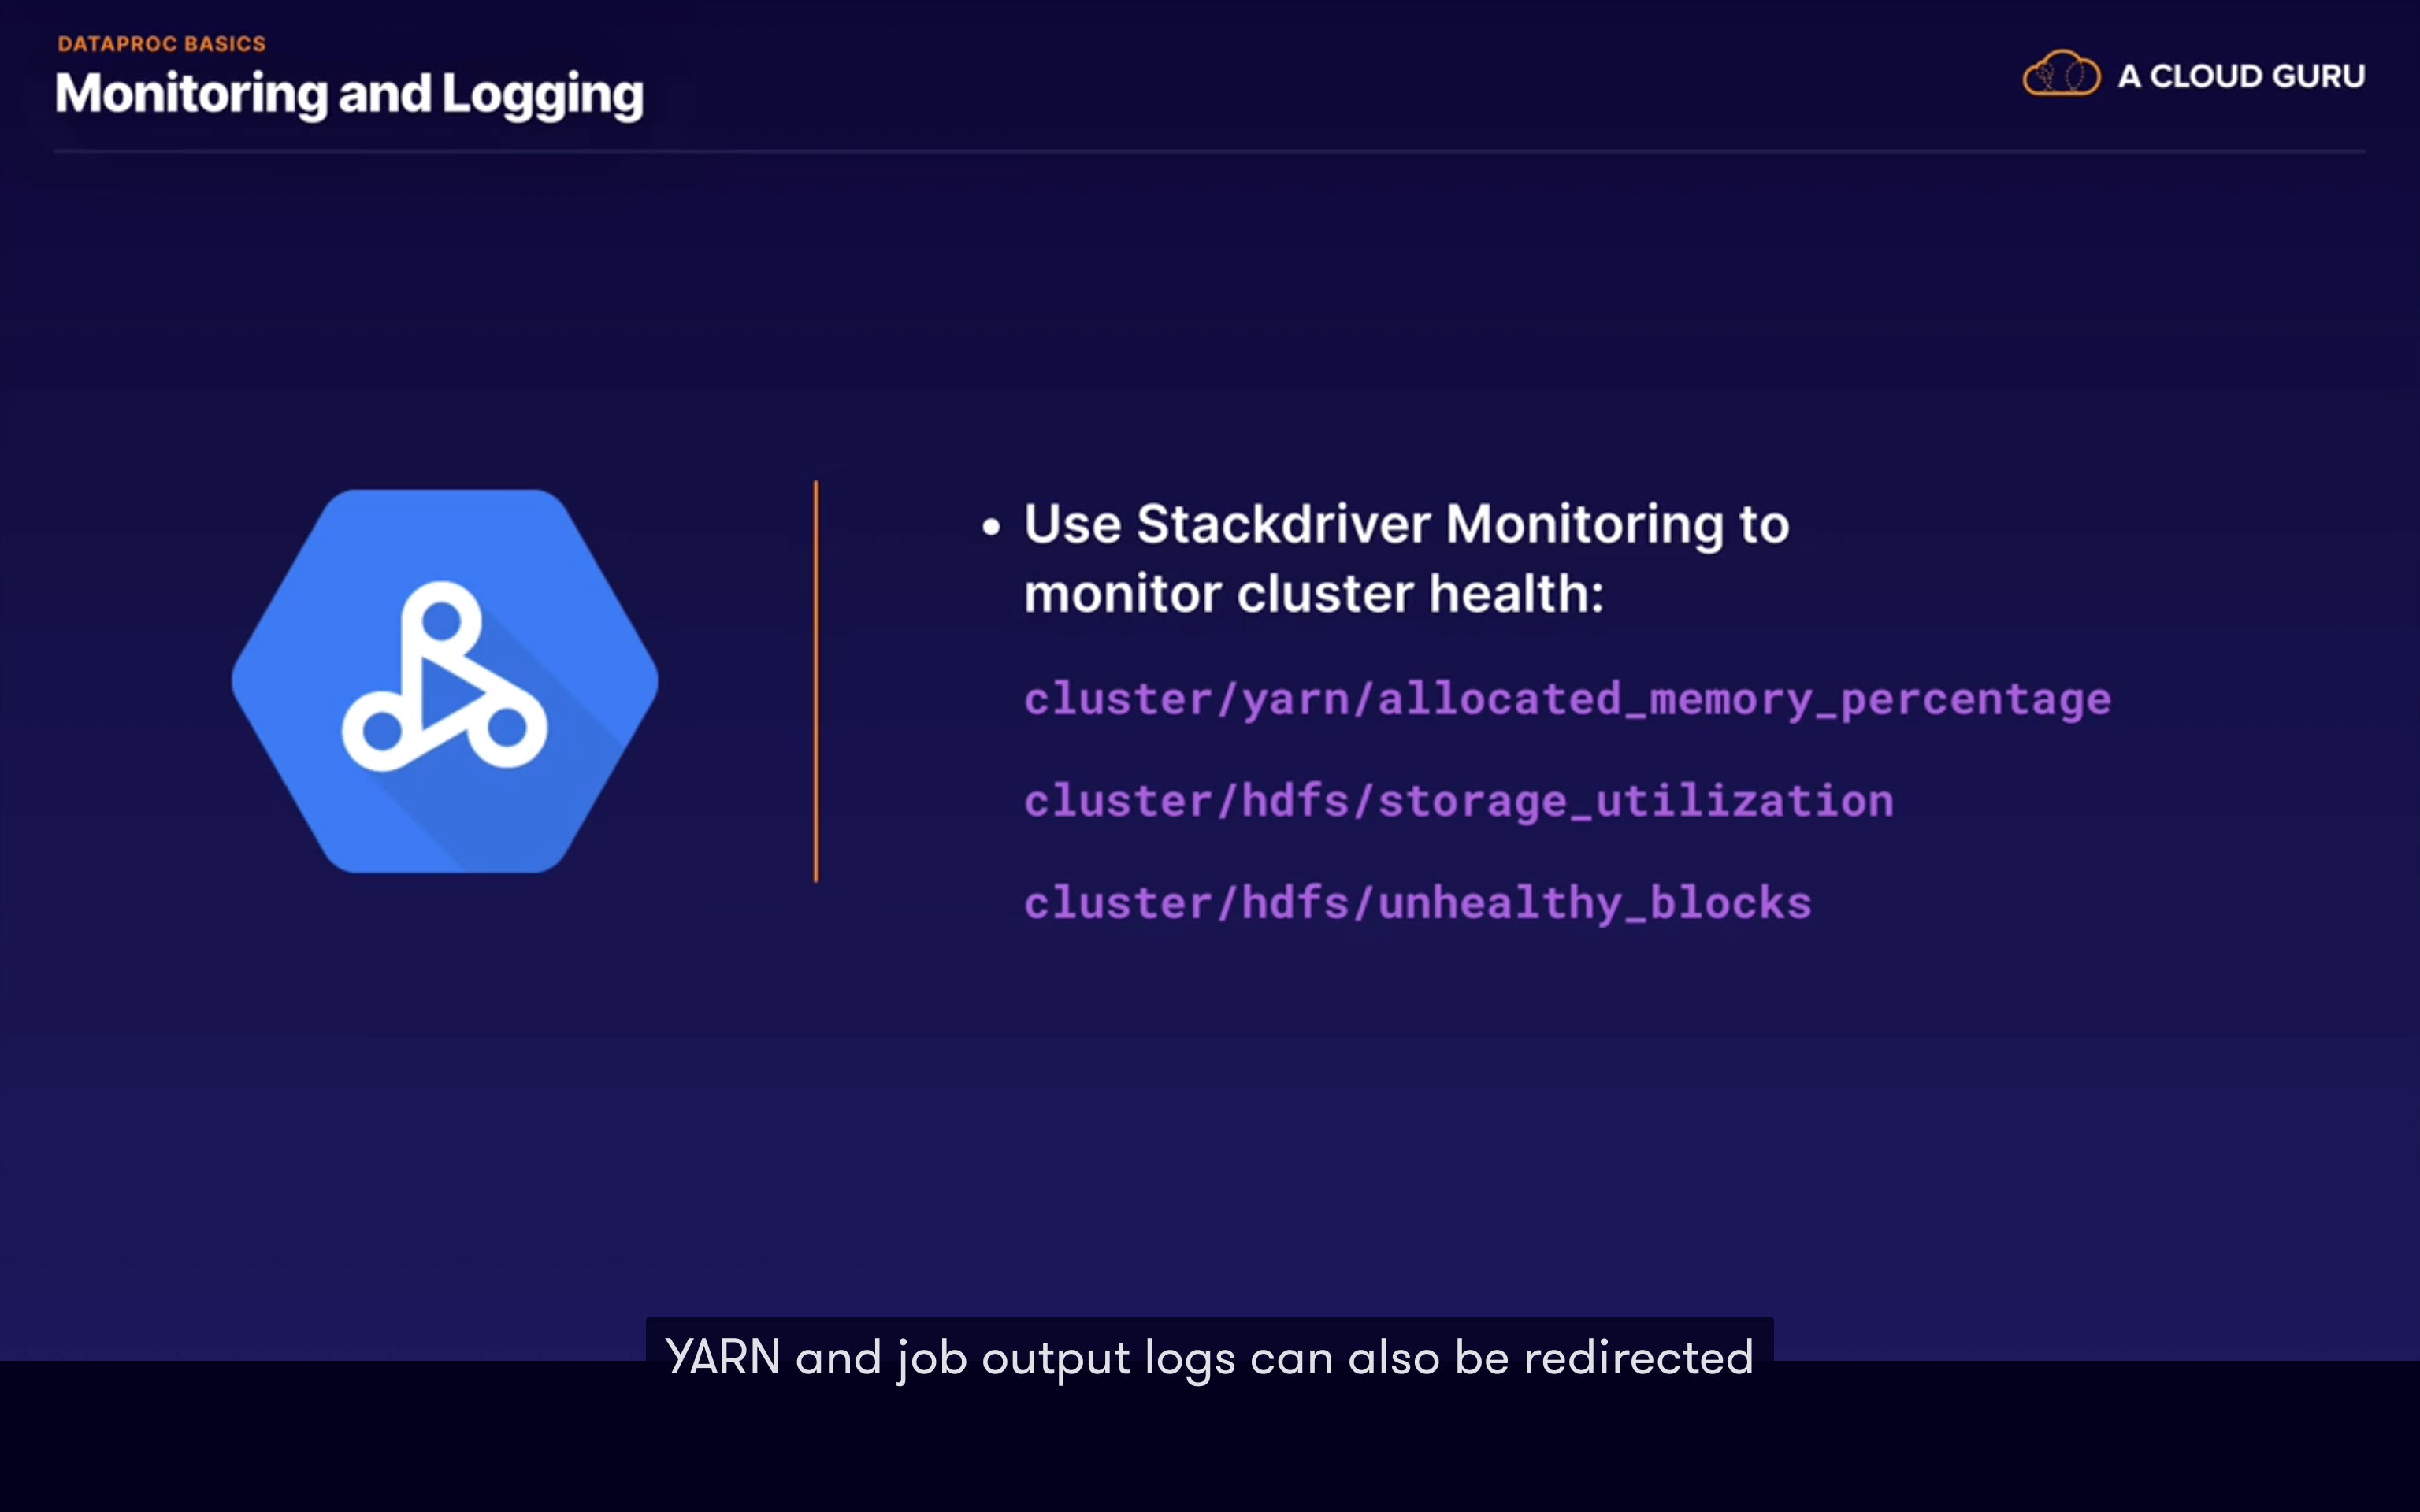 DATAPROC BASICS
Monitoring and Logging
A CLOUD GURU
• Use Stackdriver Monitoring to
monitor cluster health:
cluster/yarn/allocated_memory_percentage
cluster/hdfs/storage_utilization
cluster/hdfs/unhealthy_blocks
YARN and job output logs can also be redirected